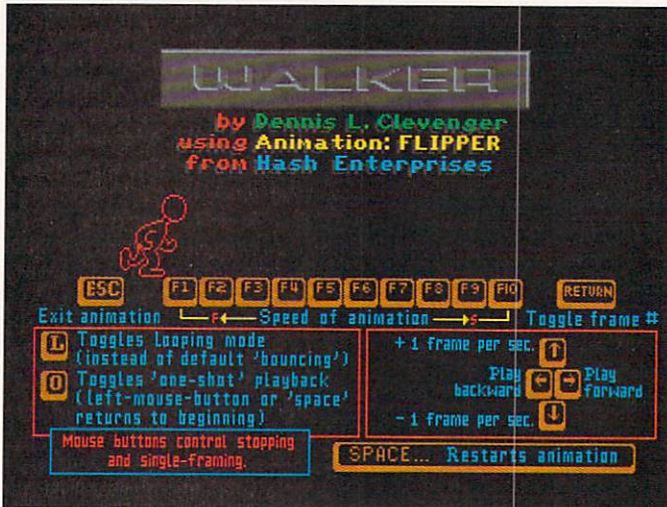 WALKER
by Dennis L. Clevenger
using Animation: FLIPPER
from Hash Enterprises
ESC F1 F2 F3 F4 F5 F6 F7 F8 F9 F10 RETURN
Exit animation F Speed of animation S Toggle frame #
L Toggles Looping mode
(instead of default 'bouncing')
O Toggles 'one-shot' playback
(left-mouse-button or 'space'
returns to beginning)
Mouse buttons control stopping
and single-framing.
+ 1 frame per sec. ↑
Play backward ← → Play forward
- 1 frame per sec. ↓
SPACE... Restarts animation